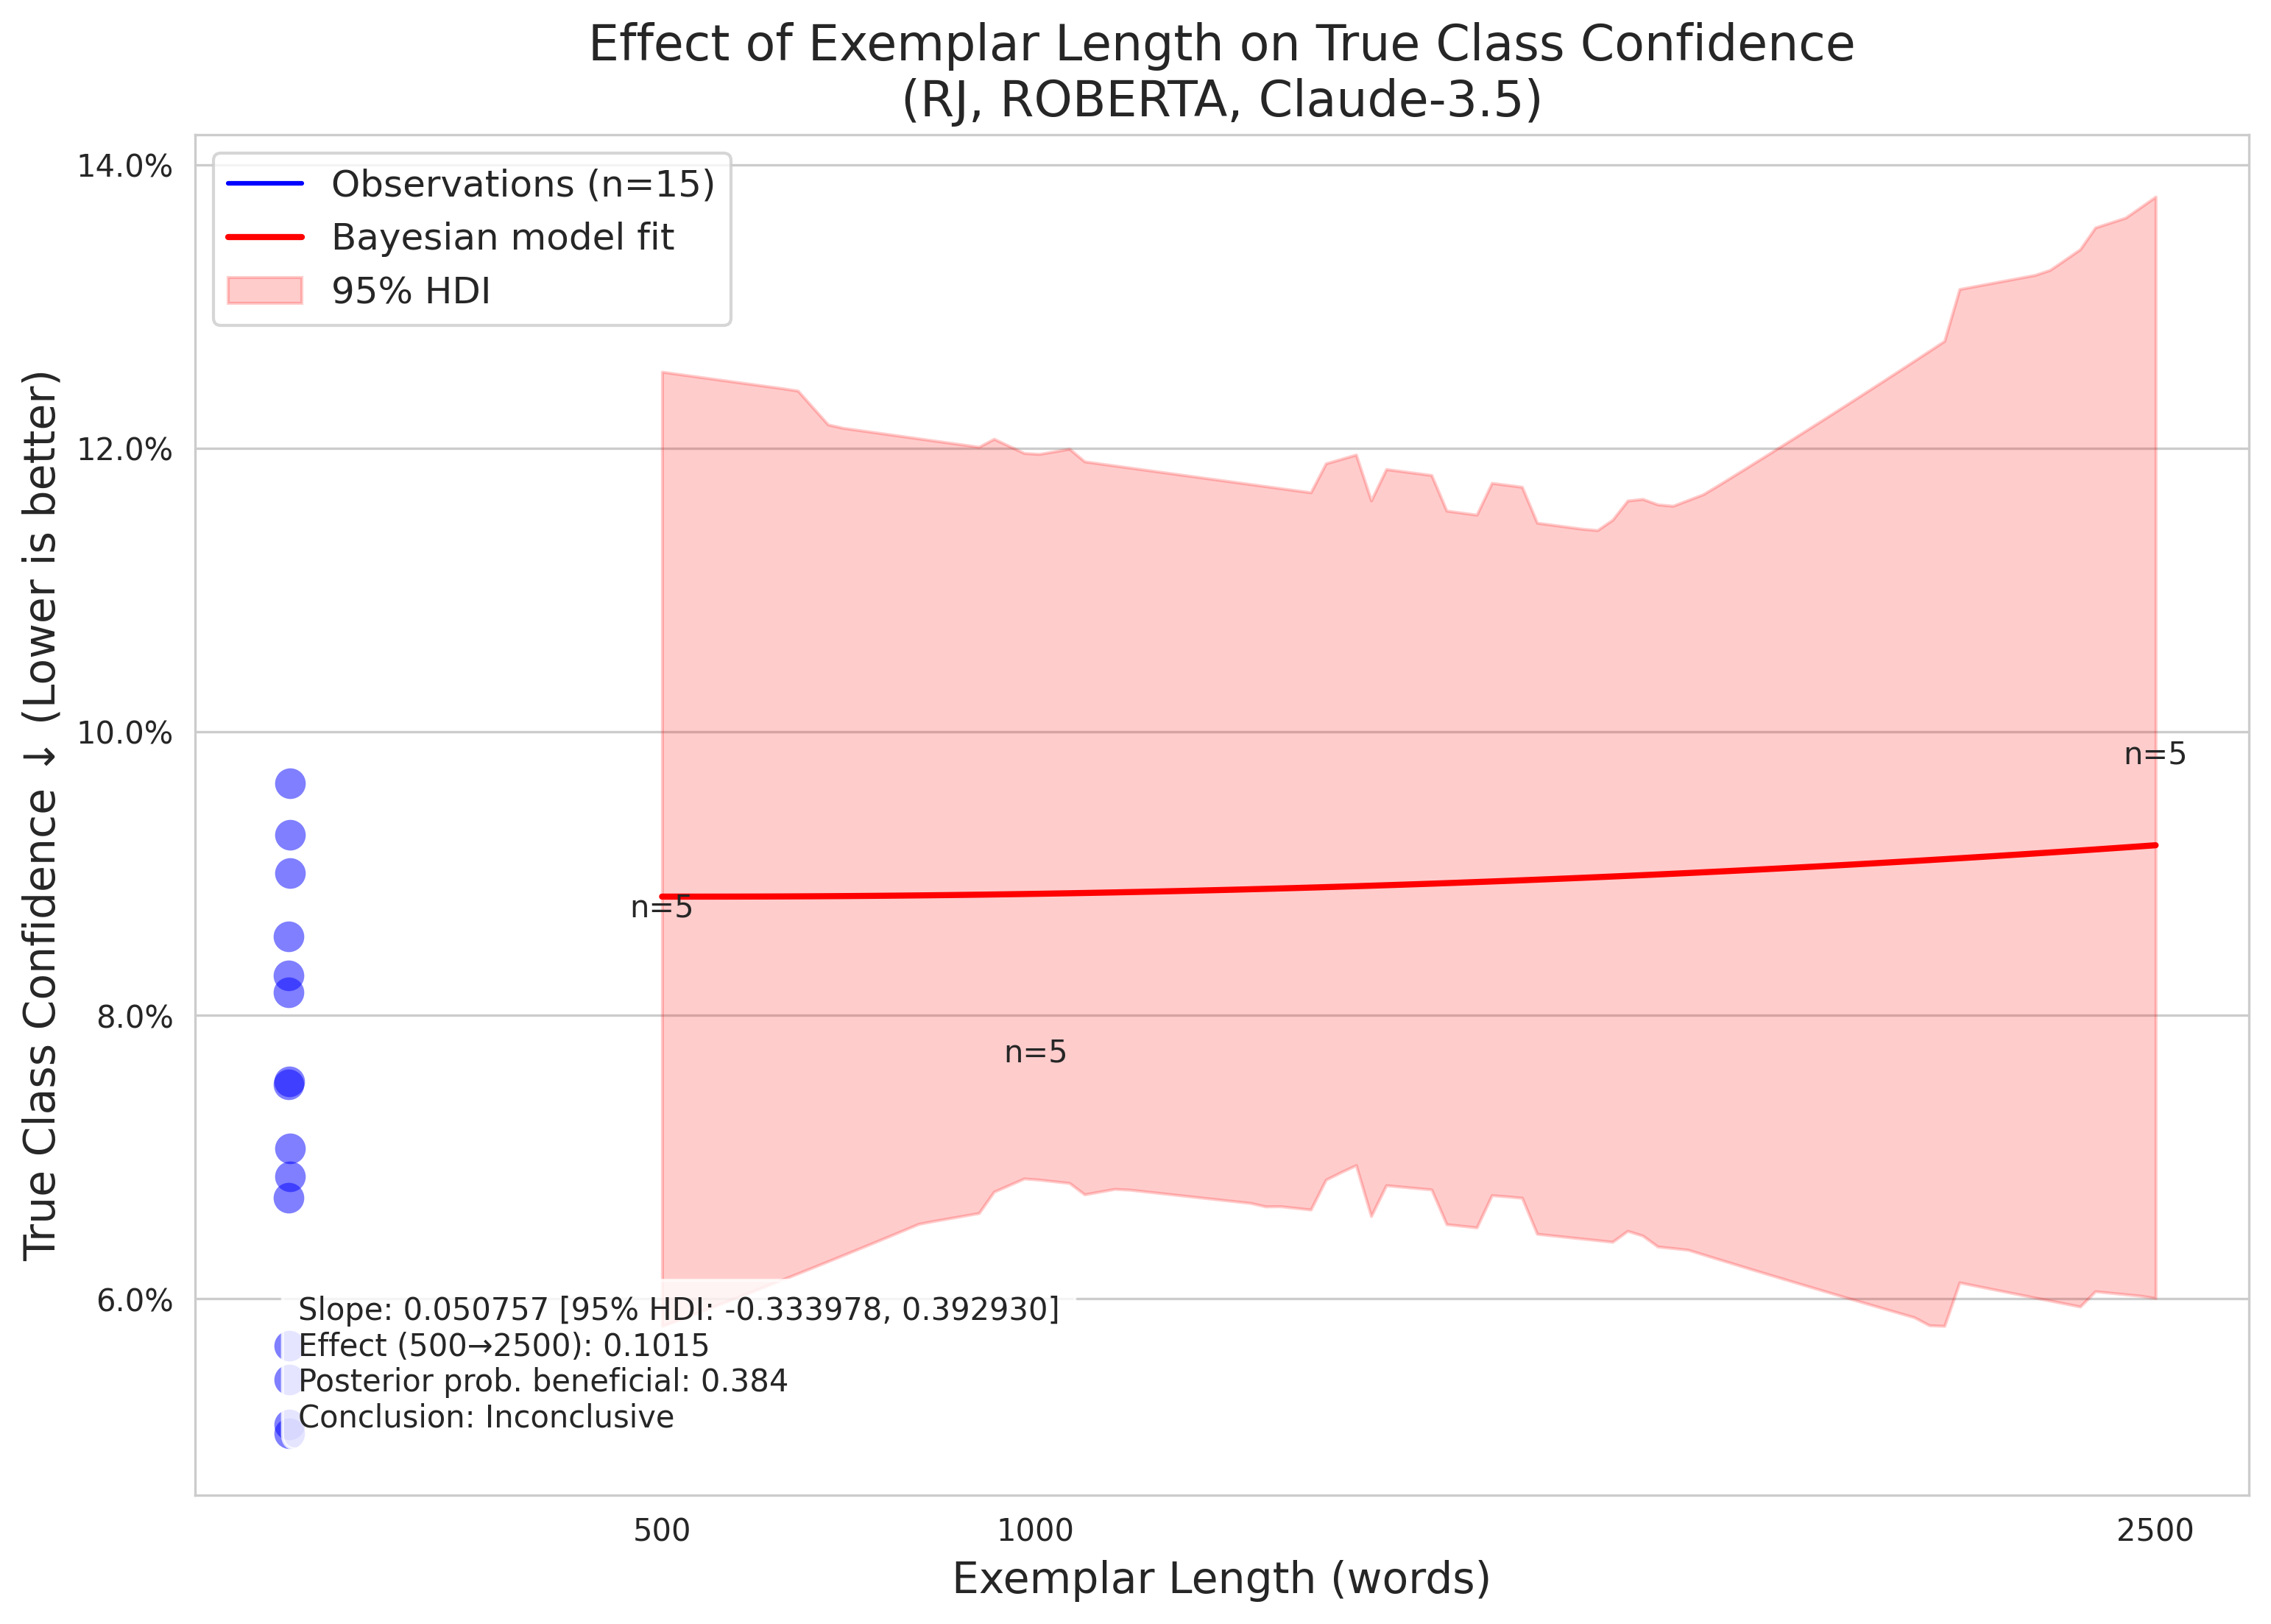 Effect of Exemplar Length on True Class Confidence
(RJ, ROBERTA, Claude-3.5)
True Class Confidence ↓ (Lower is better)
14.0%
12.0%
10.0%
8.0%
6.0%
Observations (n=15)
Bayesian model fit
95% HDI
n=5
n=5
n=5
Slope: 0.050757 [95% HDI: -0.333978, 0.392930]
Effect (500→2500): 0.1015
Posterior prob. beneficial: 0.384
Conclusion: Inconclusive
500
1000
2500
Exemplar Length (words)